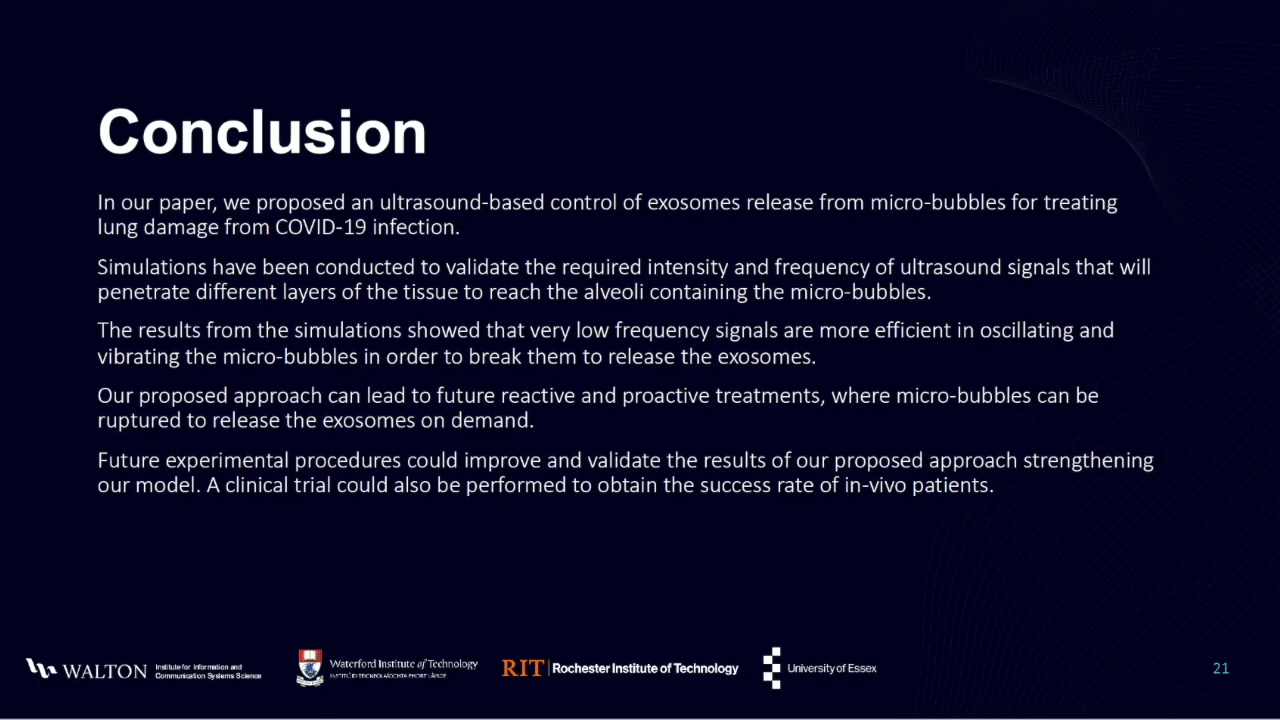 Conclusion
In our paper, we proposed an ultrasound-based control of exosomes release from micro-bubbles for treating
lung damage from COVID-19 infection.
Simulations have been conducted to validate the required intensity and frequency of ultrasound signals that will
penetrate different layers of the tissue to reach the alveoli containing the micro-bubbles.
The results from the simulations showed that very low frequency signals are more efficient in oscillating and
vibrating the micro-bubbles in order to break them to release the exosomes.
Our proposed approach can lead to future reactive and proactive treatments, where micro-bubbles can be
ruptured to release the exosomes on demand.
Future experimental procedures could improve and validate the results of our proposed approach strengthening
our model. A clinical trial could also be performed to obtain the success rate of in-vivo patients.
WALTON
Institute for Information and
Communication Systems Science
Waterford Institute of Technology
RIT | Rochester Institute of Technology
University of Essex
21